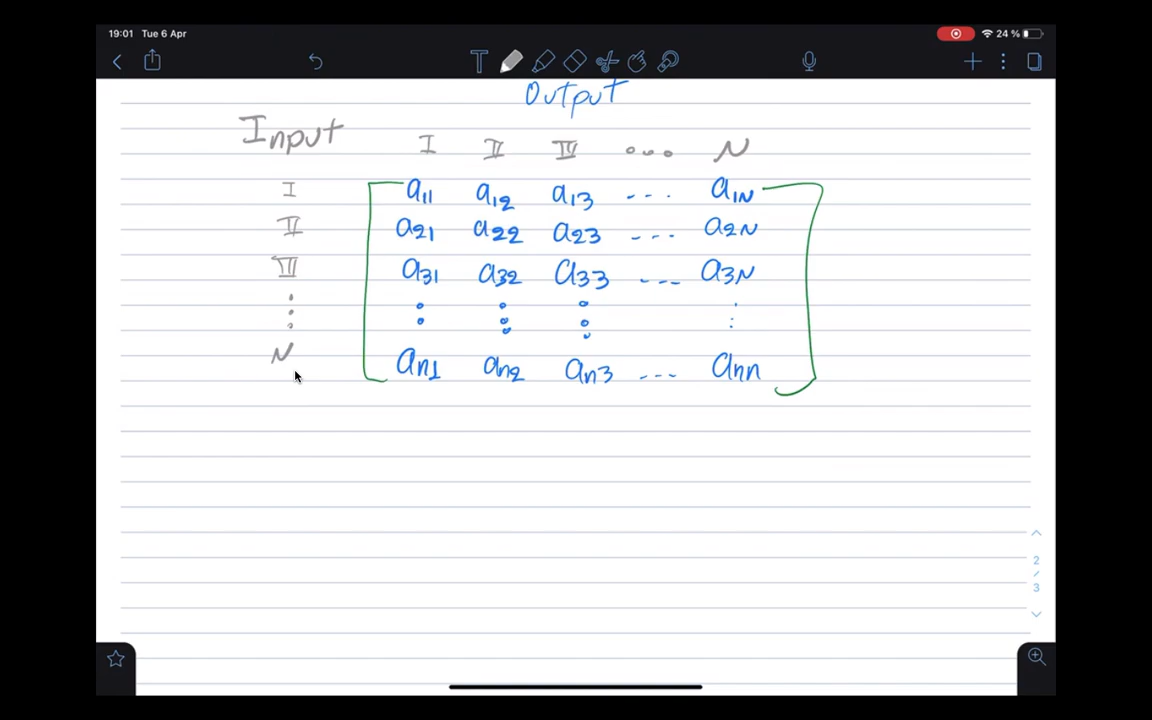 19:01 Tue 6 Apr 24 %
T
Output
Input
I II IV ... N
I a11 a12 a13 --- a1N
II a21 a22 a23 --- a2N
III a31 a32 a33 --- a3N
N an1 an2 an3 --- ann
2
/
3